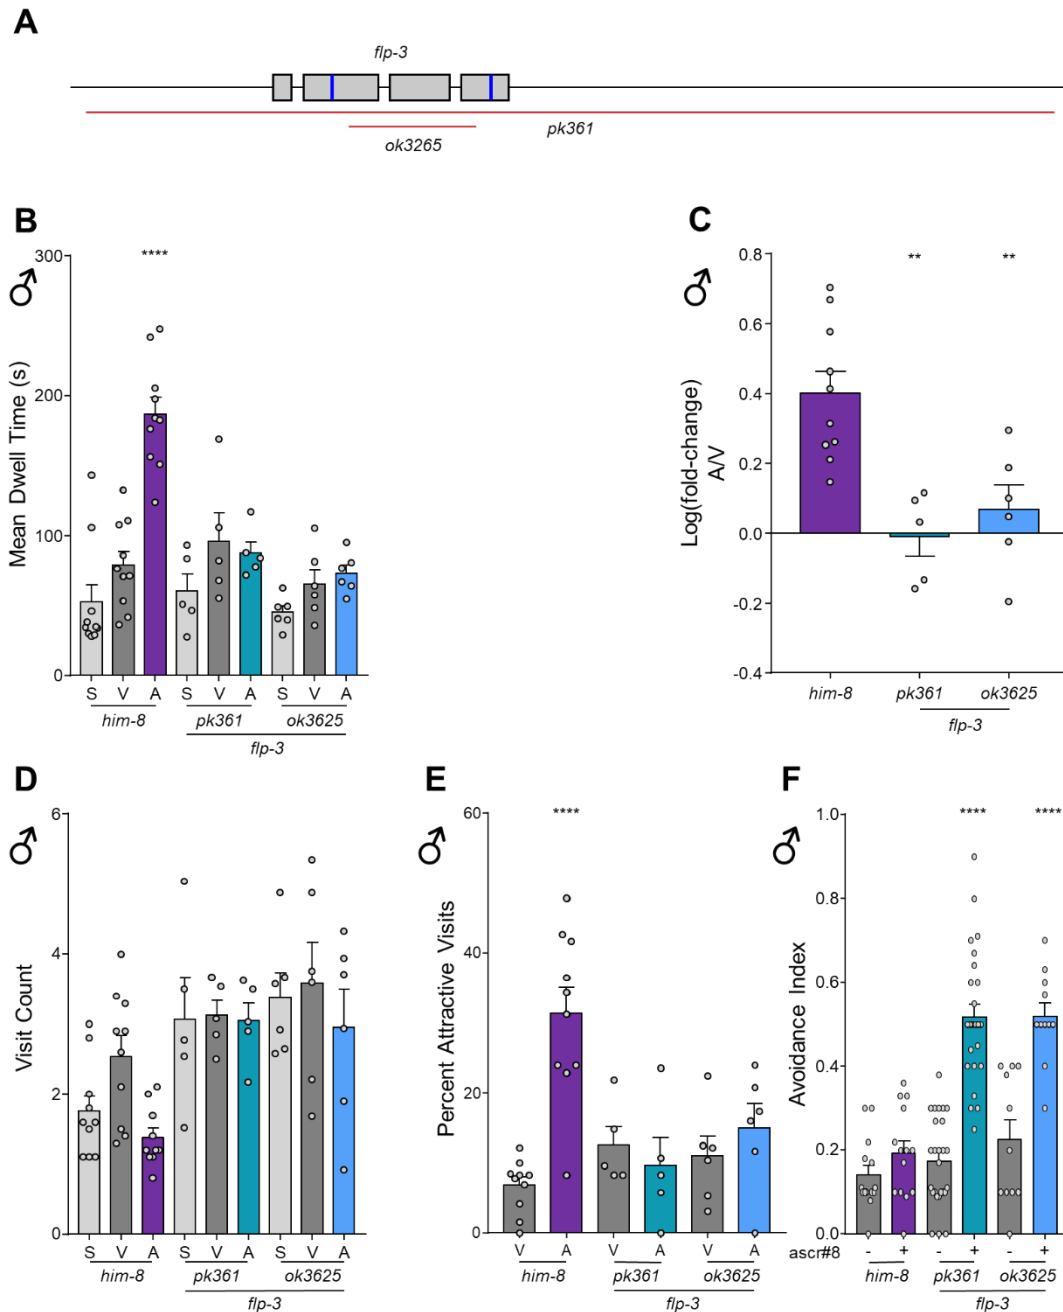 A
flp-3
pk361
ok3265
B
♂
Mean Dwell Time (s)
300
200
100
0
****
S V A S V A S V A
him-8 pk361 ok3625
flp-3
C
♂
Log(fold-change)
A/V
0.8
0.6
0.4
0.2
0.0
-0.2
-0.4
** **
him-8 pk361 ok3625
flp-3
D
♂
Visit Count
6
4
2
0
S V A S V A S V A
him-8 pk361 ok3625
flp-3
E
♂
Percent Attractive Visits
60
40
20
0
****
V A V A V A
him-8 pk361 ok3625
flp-3
F
♂
Avoidance Index
1.0
0.8
0.6
0.4
0.2
0.0
**** ****
ascr#8 - + - + - +
him-8 pk361 ok3625
flp-3